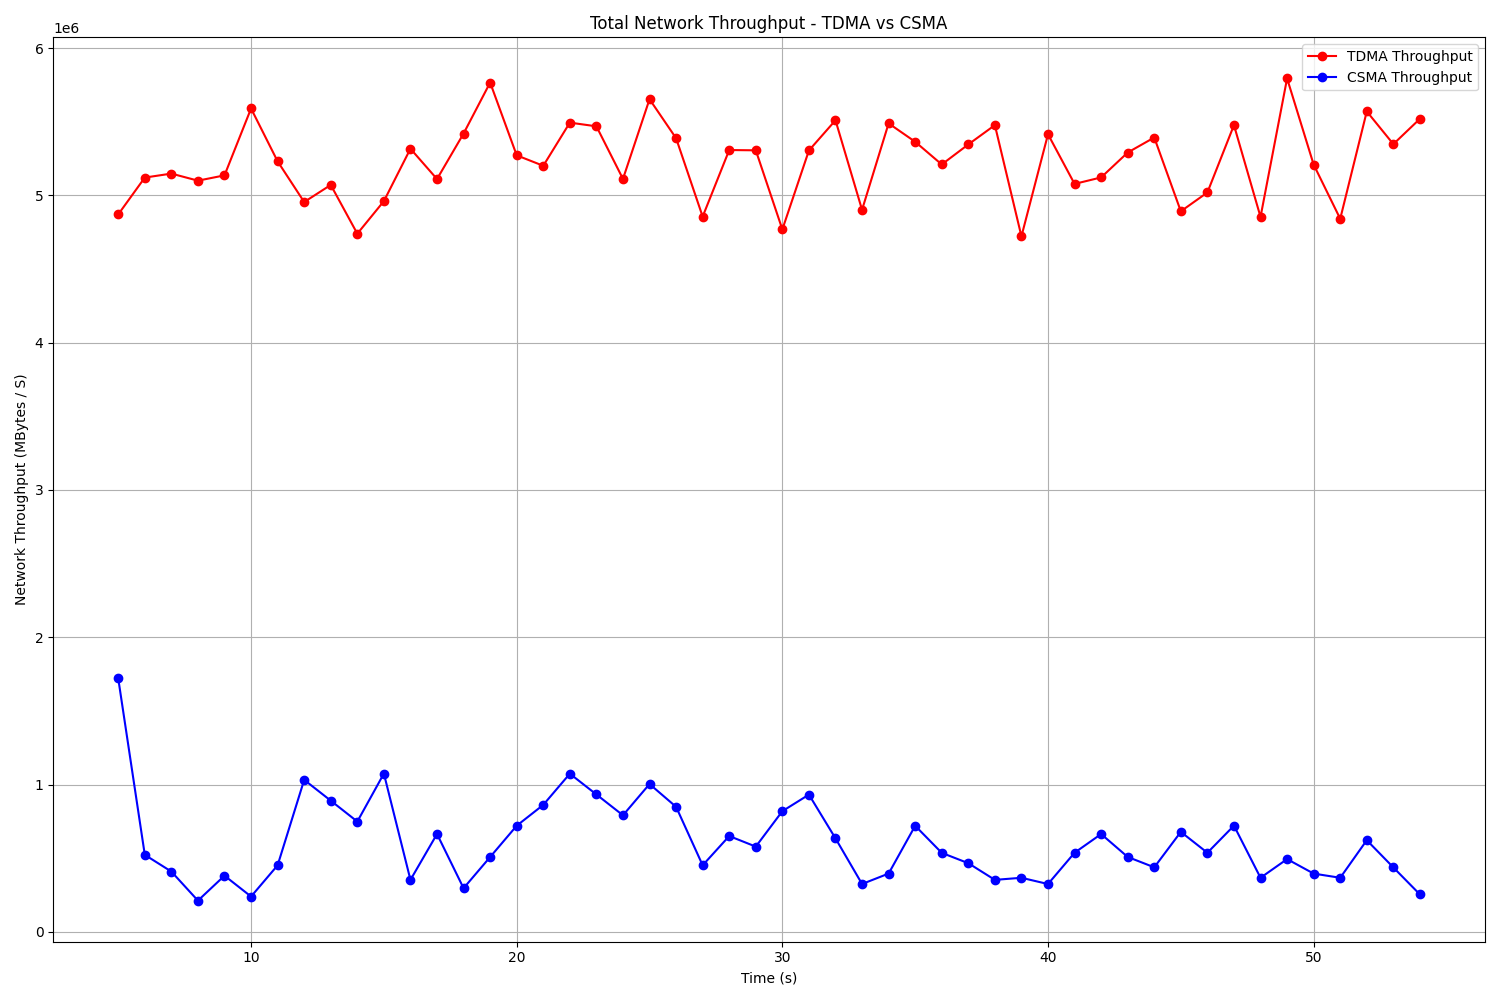 Total Network Throughput - TDMA vs CSMA
1e6
TDMA Throughput
CSMA Throughput
6
5
4
3
2
1
0
Network Throughput (MBytes / S)
10
20
30
40
50
Time (s)